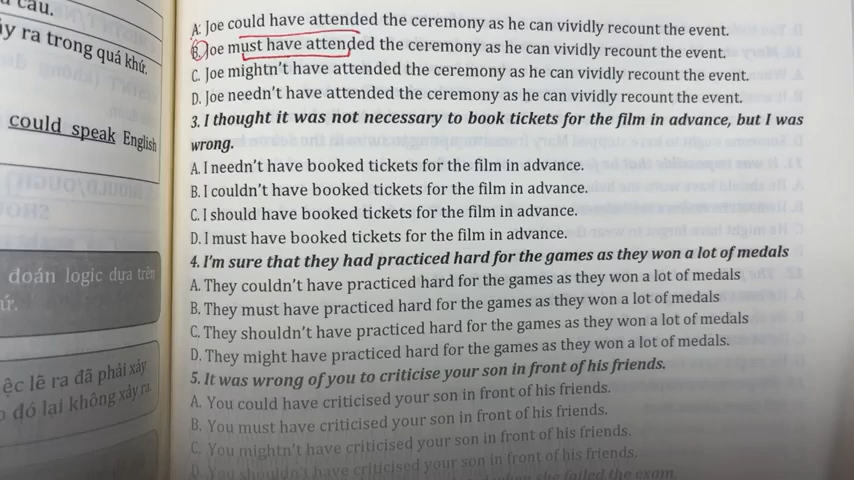 câu.
ẩy ra trong quá khứ.
could speak English
đoán logic dựa trên
ứ.
ệc lẽ ra đã phải xảy
đó lại không xảy ra.
A. Joe could have attended the ceremony as he can vividly recount the event.
B. Joe must have attended the ceremony as he can vividly recount the event.
C. Joe mightn't have attended the ceremony as he can vividly recount the event.
D. Joe needn't have attended the ceremony as he can vividly recount the event.
3. I thought it was not necessary to book tickets for the film in advance, but I was
wrong.
A. I needn't have booked tickets for the film in advance.
B. I couldn't have booked tickets for the film in advance.
C. I should have booked tickets for the film in advance.
D. I must have booked tickets for the film in advance.
4. I'm sure that they had practiced hard for the games as they won a lot of medals
A. They couldn't have practiced hard for the games as they won a lot of medals
B. They must have practiced hard for the games as they won a lot of medals
C. They shouldn't have practiced hard for the games as they won a lot of medals
D. They might have practiced hard for the games as they won a lot of medals.
5. It was wrong of you to criticise your son in front of his friends.
A. You could have criticised your son in front of his friends.
B. You must have criticised your son in front of his friends.
C. You mightn't have criticised your son in front of his friends.
D. You shouldn't have criticised your son in front of his friends.
she failed the exam.